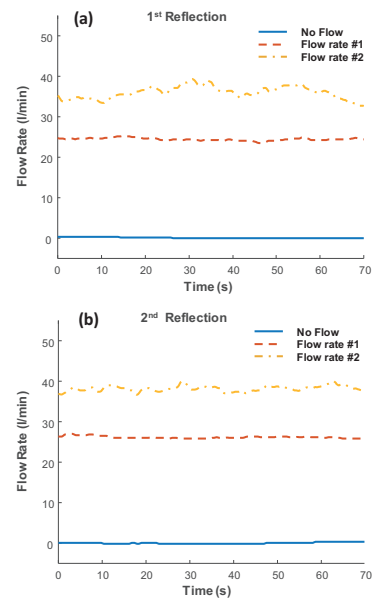 (a)
1st Reflection
No Flow
Flow rate #1
Flow rate #2
Flow Rate (l/min)
50
40
30
20
10
0
0 10 20 30 40 50 60 70
Time (s)
(b)
2nd Reflection
No Flow
Flow rate #1
Flow rate #2
Flow Rate (l/min)
50
40
30
20
10
0
0 10 20 30 40 50 60 70
Time (s)